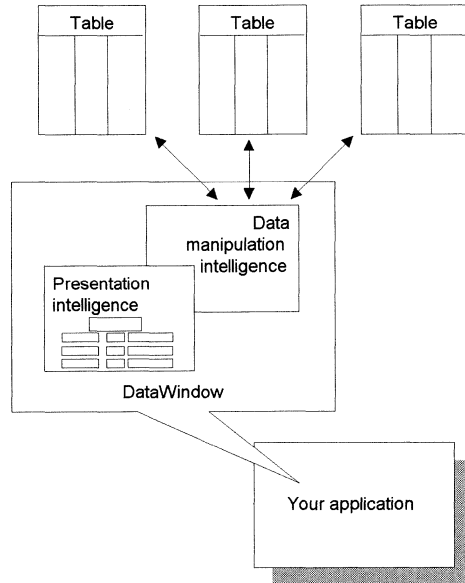 Table
Table
Table
Data
manipulation
intelligence
Presentation
intelligence
DataWindow
Your application